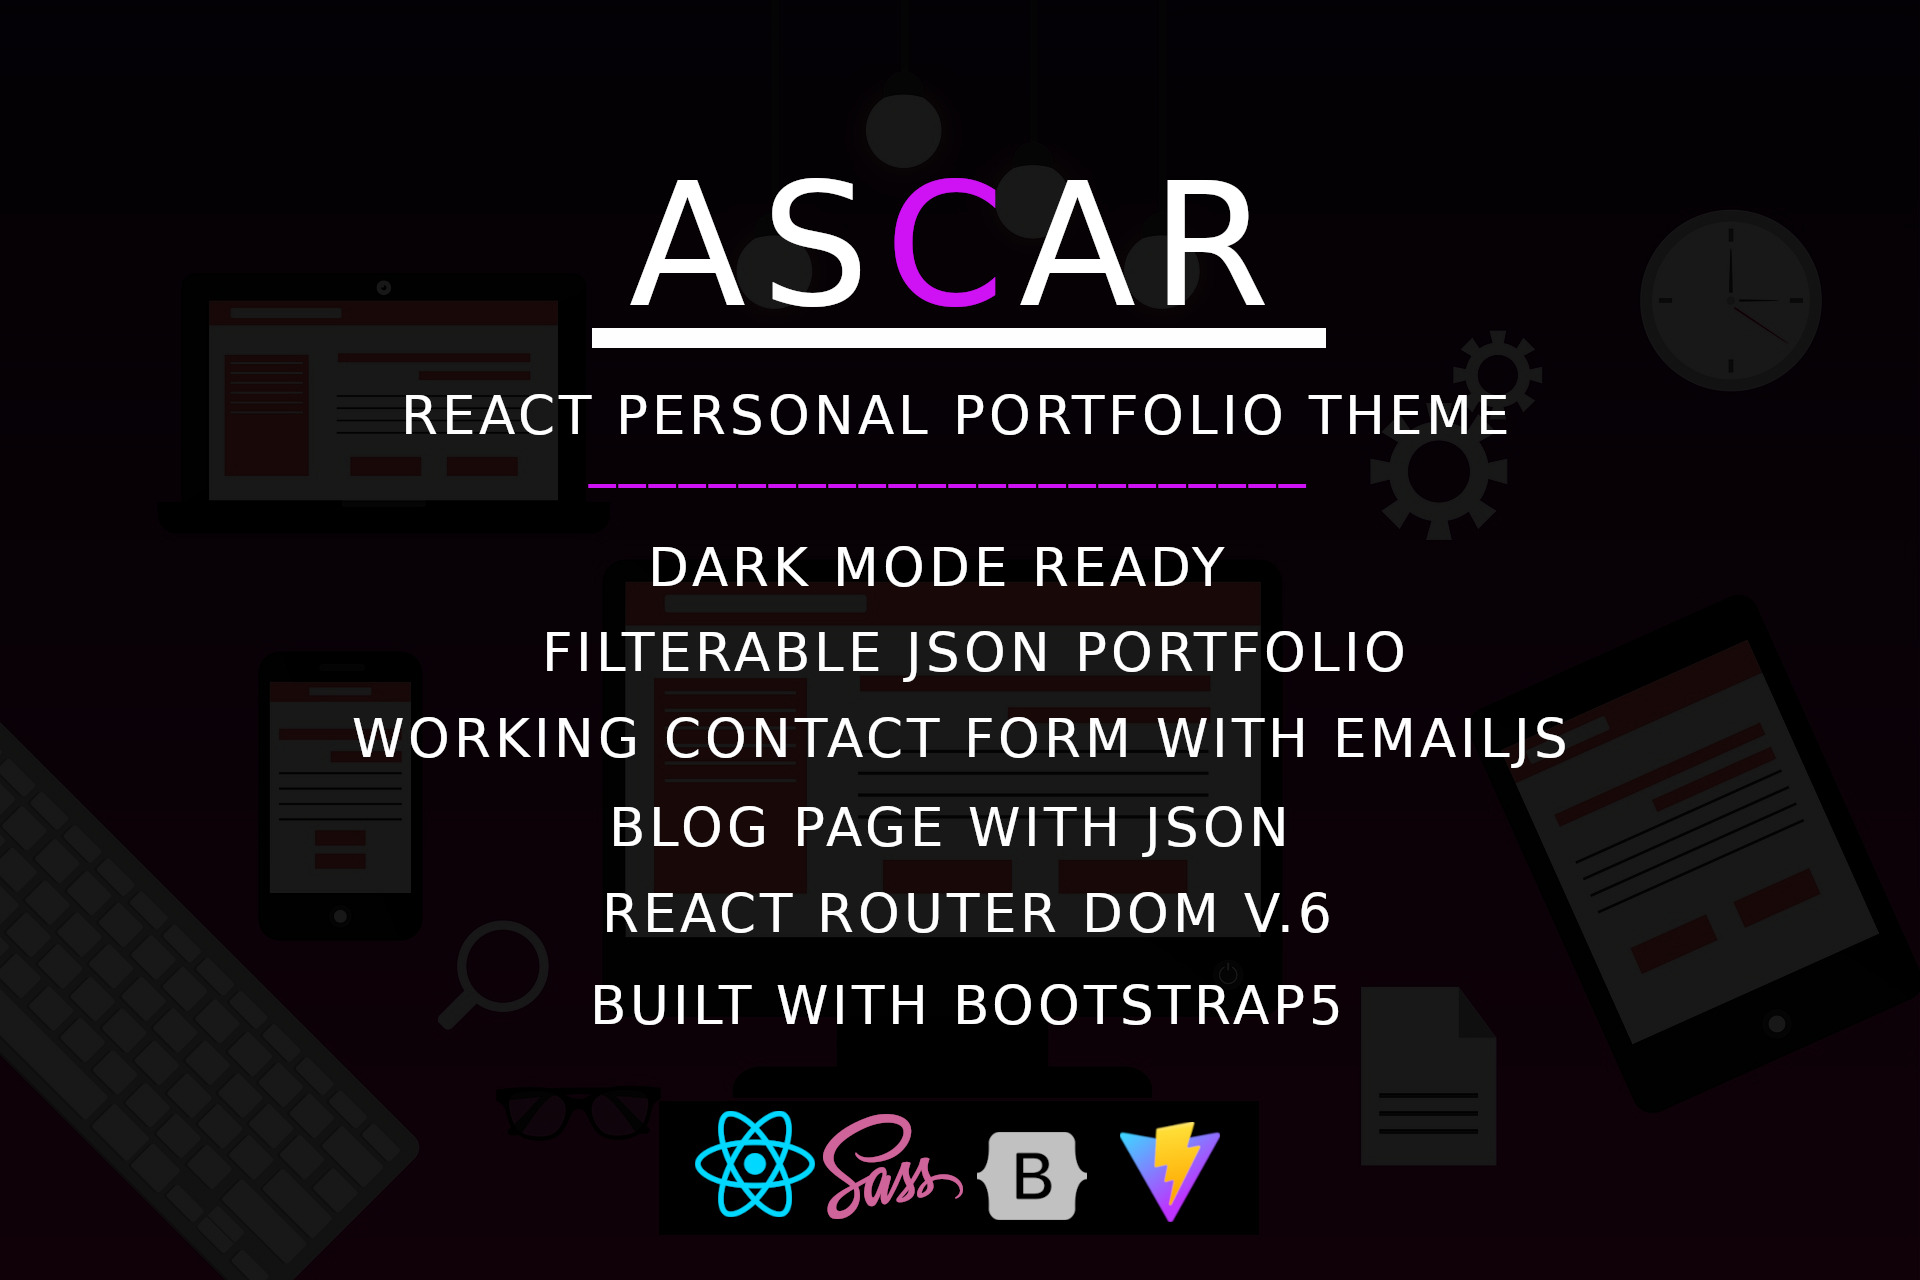 ASCAR
REACT PERSONAL PORTFOLIO THEME
DARK MODE READY
FILTERABLE JSON PORTFOLIO
WORKING CONTACT FORM WITH EMAILJS
BLOG PAGE WITH JSON
REACT ROUTER DOM V.6
BUILT WITH BOOTSTRAP5
Sass B